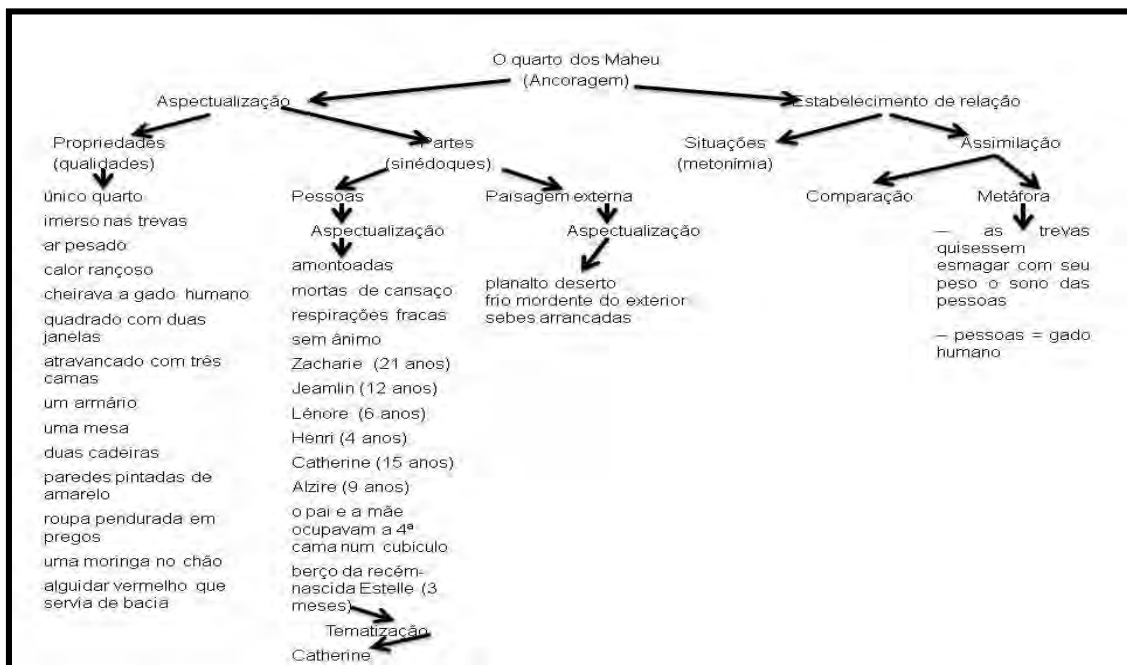 O quarto dos Maheu
(Ancoragem)
Aspectualização
Estabelecimento de relação
Propriedades
(qualidades)
Partes
(sinédoques)
Situações
(metonímia)
Assimilação
único quarto
imerso nas trevas
ar pesado
calor rançoso
cheirava a gado humano
quadrado com duas
janelas
atravancado com três
camas
um armário
uma mesa
duas cadeiras
paredes pintadas de
amarelo
roupa pendurada em
pregos
uma moringa no chão
alguidar vermelho que
servia de bacia
Pessoas
Aspectualização
amontoadas
mortas de cansaço
respirações fracas
sem ânimo
Zacharie (21 anos)
Jeamlin (12 anos)
Lénore (6 anos)
Henri (4 anos)
Catherine (15 anos)
Alzire (9 anos)
o pai e a mãe
ocupavam a 4ª
cama num cubiculo
berço da recém-
nascida Estelle (3
meses)
Tematização
Catherine
Paisagem externa
Aspectualização
planalto deserto
frio mordente do exterior
sebes arrancadas
Comparação
Metáfora
– as trevas
quisessem
esmagar com seu
peso o sono das
pessoas
– pessoas = gado
humano